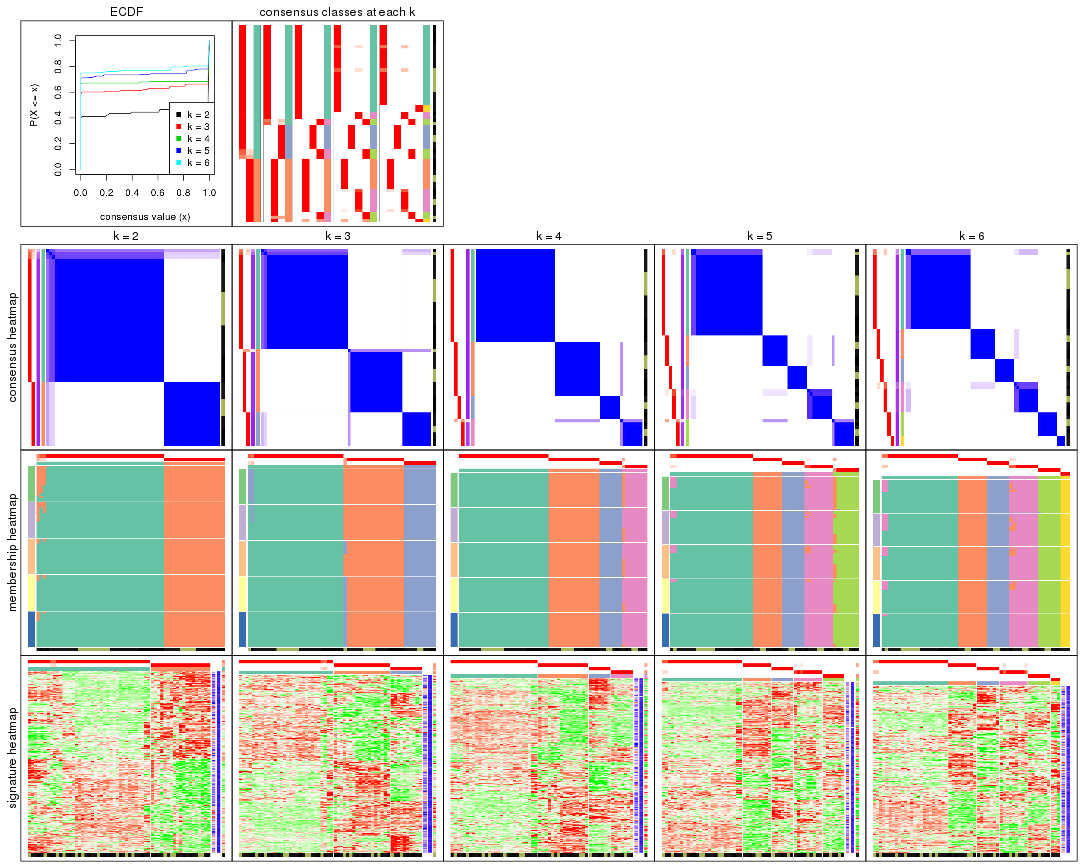 ECDF
consensus classes at each k
P(X <= x)
1.0
0.8
0.6
0.4
0.2
0.0
k = 2
k = 3
k = 4
k = 5
k = 6
0.0 0.2 0.4 0.6 0.8 1.0
consensus value (x)
k = 2
k = 3
k = 4
k = 5
k = 6
consensus heatmap
membership heatmap
signature heatmap